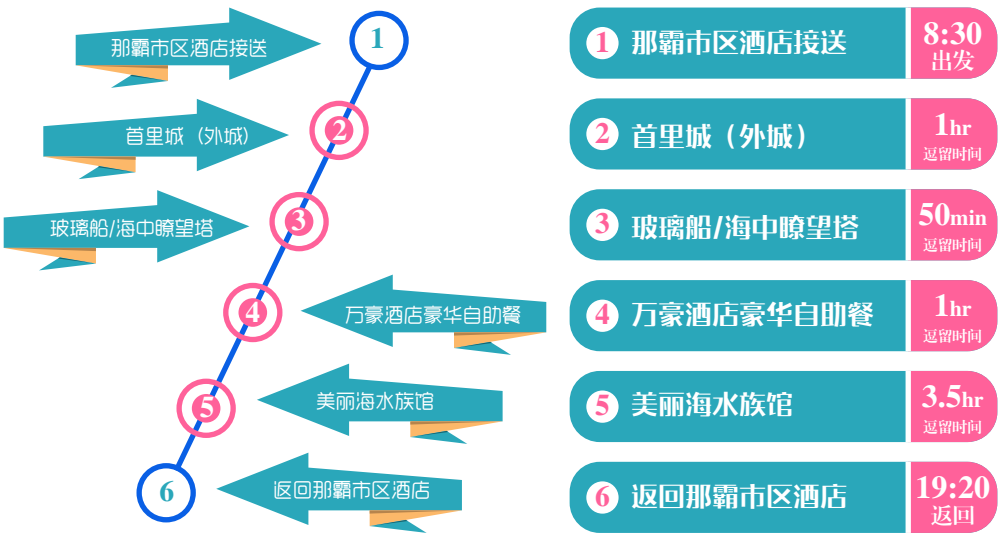 那霸市区酒店接送
1
首里城（外城）
2
玻璃船/海中瞭望塔
3
4
万豪酒店豪华自助餐
5
美丽海水族馆
6
返回那霸市区酒店
1 那霸市区酒店接送
8:30
出发
2 首里城（外城）
1hr
逗留时间
3 玻璃船/海中瞭望塔
50min
逗留时间
4 万豪酒店豪华自助餐
1hr
逗留时间
5 美丽海水族馆
3.5hr
逗留时间
6 返回那霸市区酒店
19:20
返回